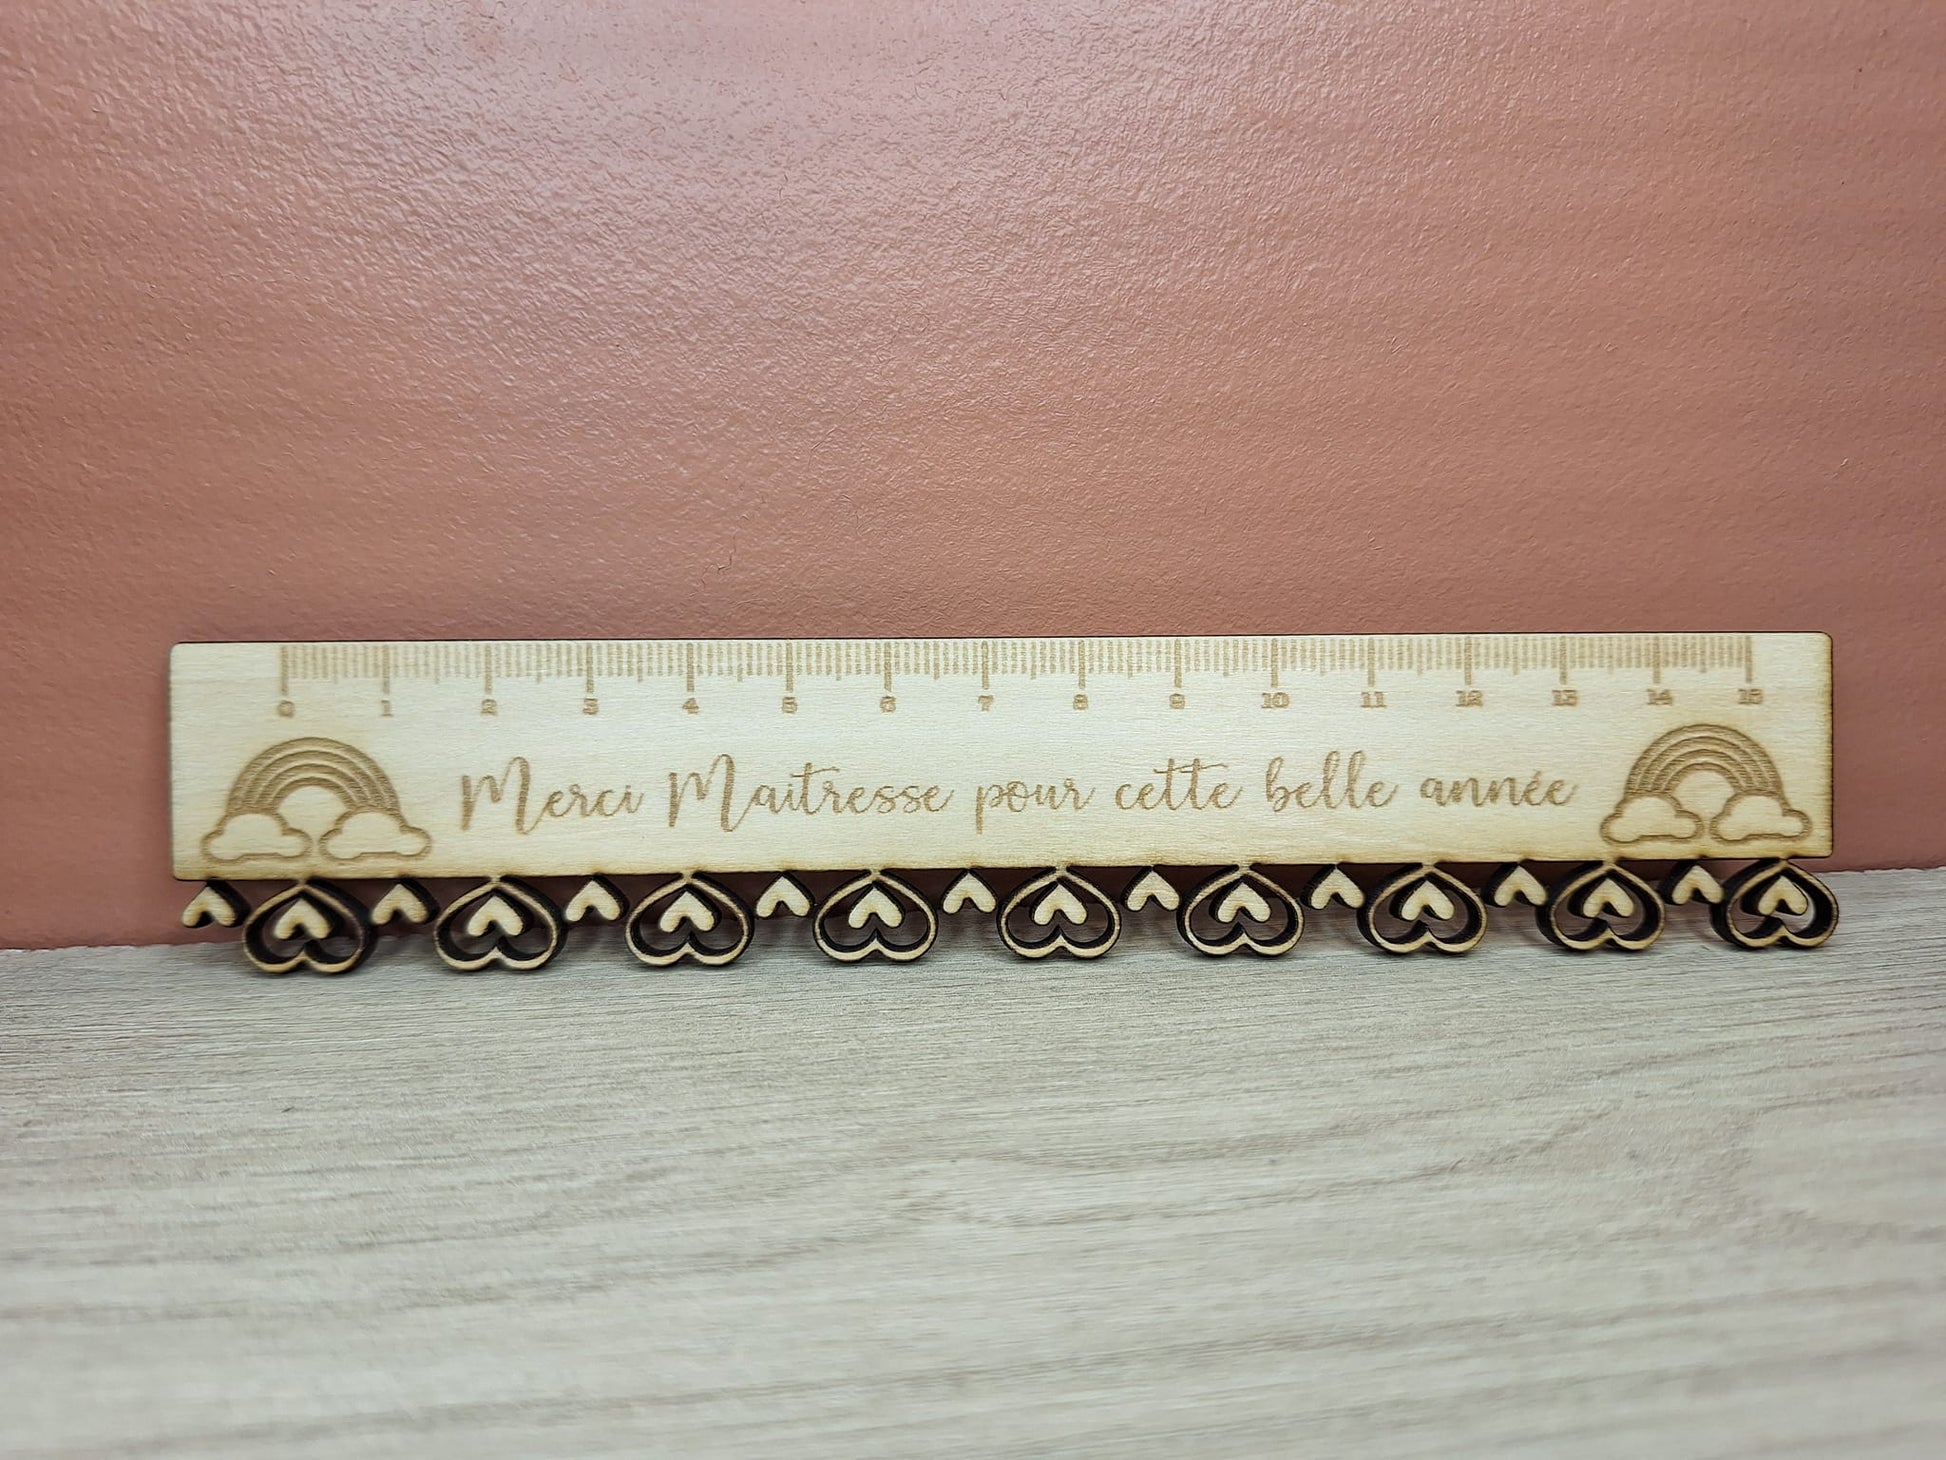 0 1 2 3 4 5 6 7 8 9 10 11 12 13 14 15
Merci Maitresse pour cette belle année